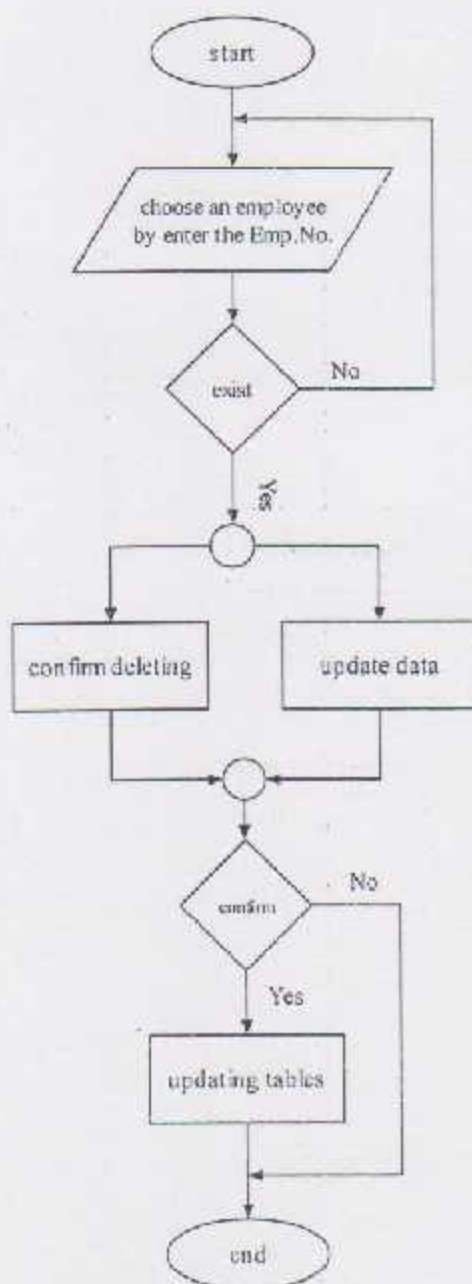 start
choose an employee
by enter the Emp.No.
exist
No
Yes
confirm deleting
update data
confirm
No
Yes
updating tables
end